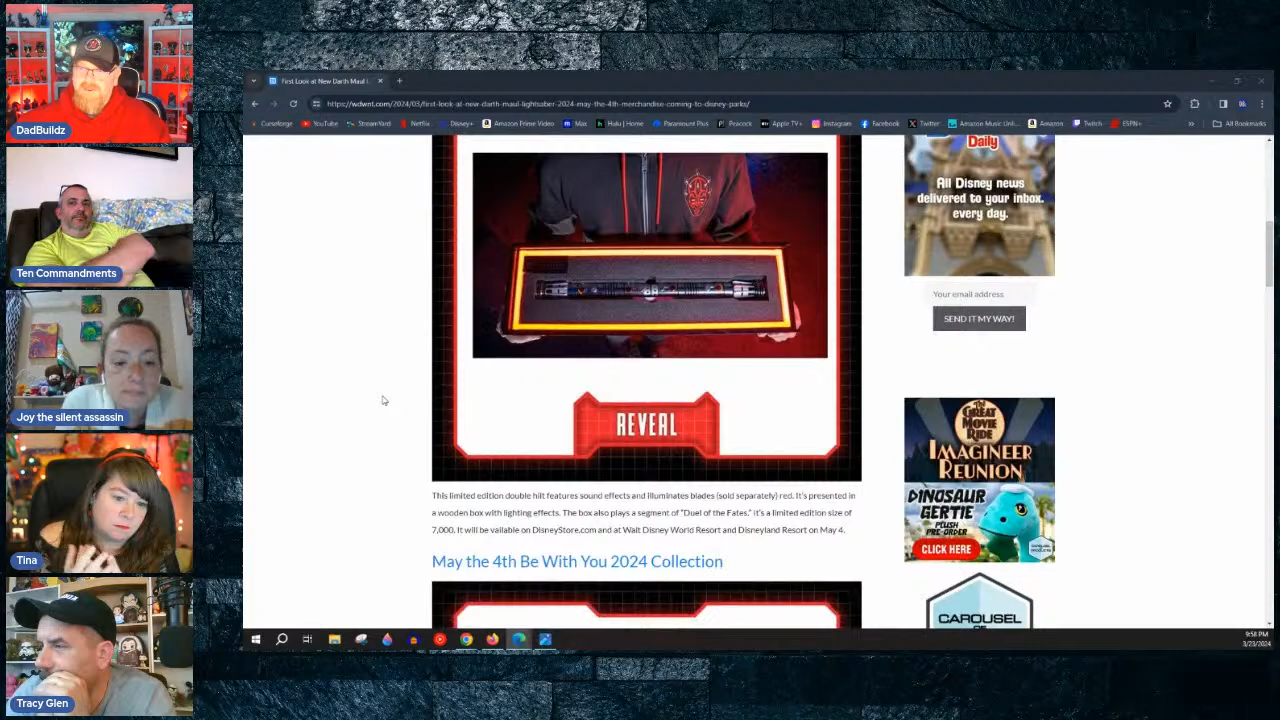 DadBuildz
Ten Commandments
Joy the silent assassin
Tina
Tracy Glen
First Look at New Darth Maul L
https://wdwnt.com/2024/03/first-look-at-new-darth-maul-lightsaber-2024-may-the-4th-merchandise-coming-to-disney-parks/
Curseforge YouTube StreamYard Netflix Disney+ Amazon Prime Video Max Hulu | Home Paramount Plus Peacock Apple TV+ Instagram Facebook Twitter Amazon Music Unli... Amazon Twitch ESPN+ » All Bookmarks
REVEAL
This limited edition double hilt features sound effects and illuminates blades (sold separately) red. It's presented in
a wooden box with lighting effects. The box also plays a segment of "Duel of the Fates." It's a limited edition size of
7,000. It will be vailable on DisneyStore.com and at Walt Disney World Resort and Disneyland Resort on May 4.
May the 4th Be With You 2024 Collection
Daily
All Disney news
delivered to your inbox.
every day.
Your email address
SEND IT MY WAY!
The
GREAT
MOVIE
RIDE
IMAGINEER
REUNION
DINOSAUR
GERTIE
PLUSH
PRE-ORDER
CLICK HERE
CAROUSEL
9:58 PM
3/23/2024